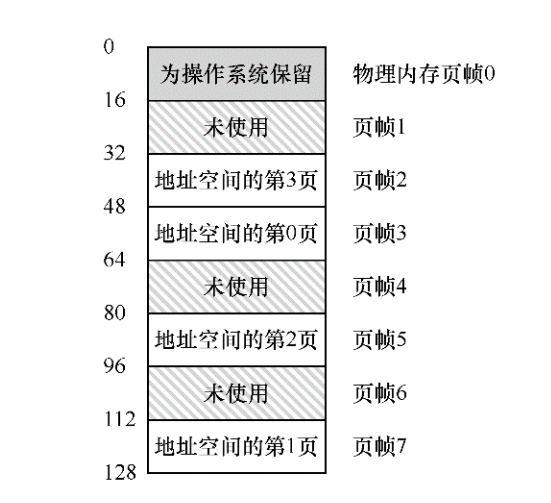 0
为操作系统保留 物理内存页帧0
16
未使用 页帧1
32
地址空间的第3页 页帧2
48
地址空间的第0页 页帧3
64
未使用 页帧4
80
地址空间的第2页 页帧5
96
未使用 页帧6
112
地址空间的第1页 页帧7
128